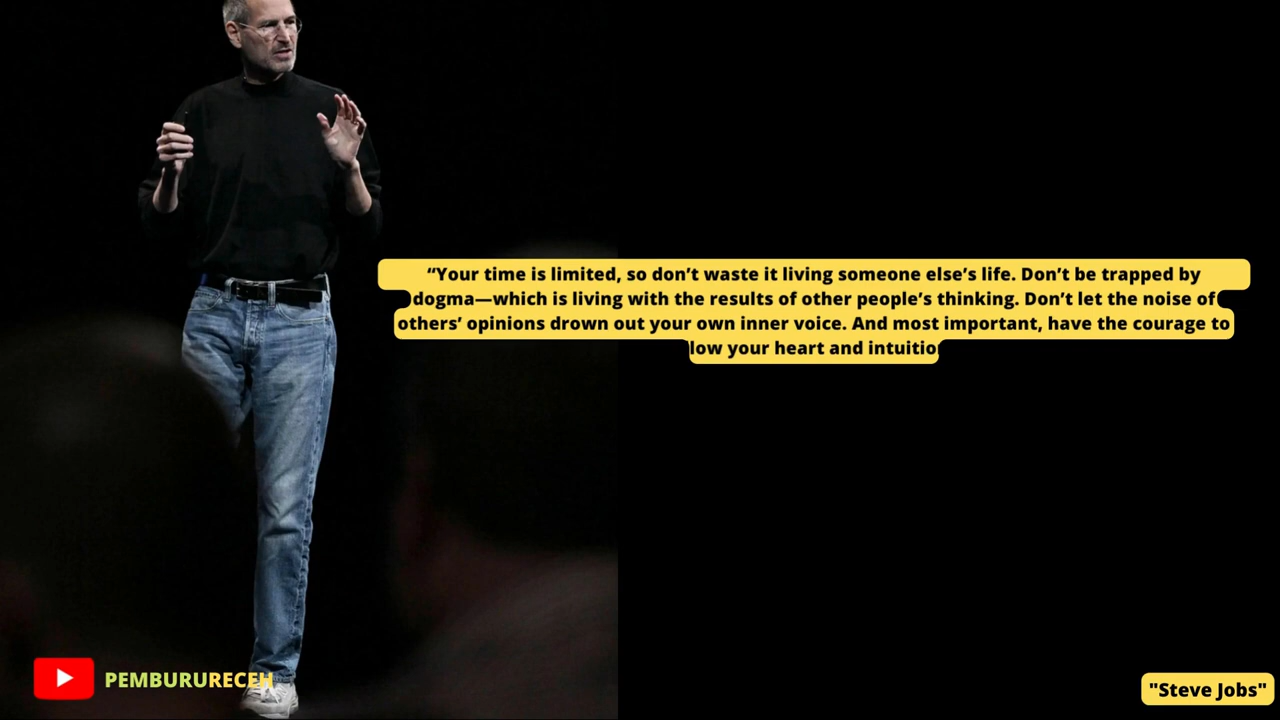 “Your time is limited, so don’t waste it living someone else’s life. Don’t be trapped by
dogma—which is living with the results of other people’s thinking. Don’t let the noise of
others’ opinions drown out your own inner voice. And most important, have the courage to
low your heart and intuitio
PEMBURURECEH
"Steve Jobs"